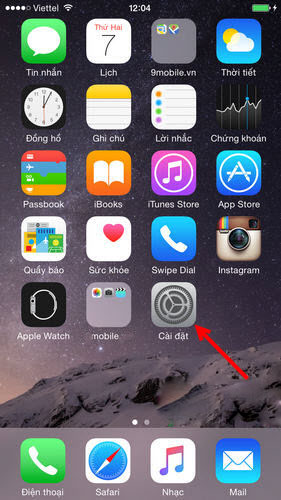 Viettel 12:04
Thứ Hai
7
Tin nhắn Lịch 9mobile.vn Thời tiết
Đồng hồ Ghi chú Lời nhắc Chứng khoán
Passbook iBooks iTunes Store App Store
Quầy báo Sức khỏe Swipe Dial Instagram
Apple Watch mobile. Cài đặt
Điện thoại Safari Nhạc Mail